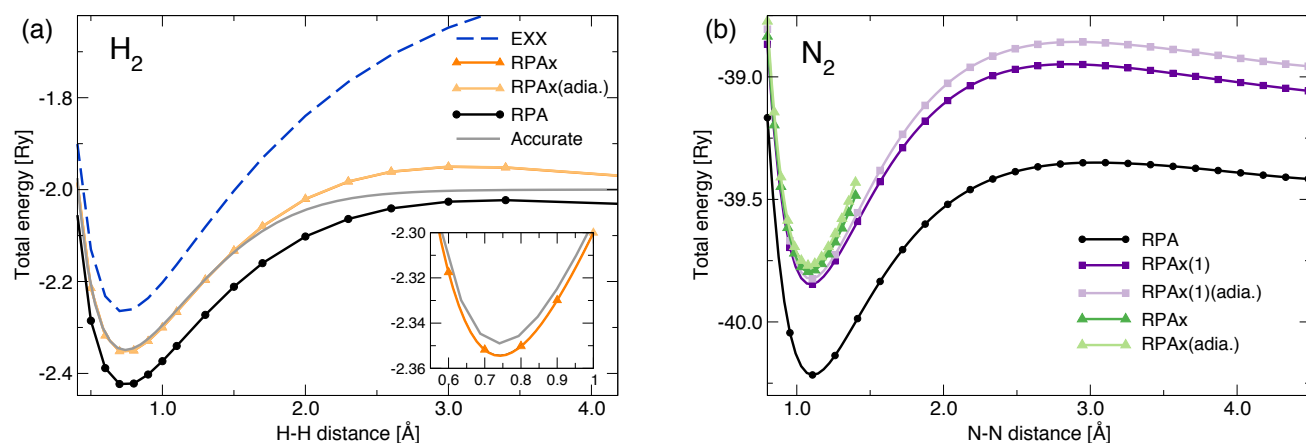 (a)
H2
EXX
RPAx
RPAx(adia.)
RPA
Accurate
Total energy [Ry]
-1.8
-2.0
-2.2
-2.4
1.0
2.0
3.0
4.0
H-H distance [Å]
-2.30
-2.32
-2.34
-2.36
0.6
0.7
0.8
0.9
1
(b)
N2
Total energy [Ry]
-39.0
-39.5
-40.0
RPA
RPAx(1)
RPAx(1)(adia.)
RPAx
RPAx(adia.)
1.0
2.0
3.0
4.0
N-N distance [Å]